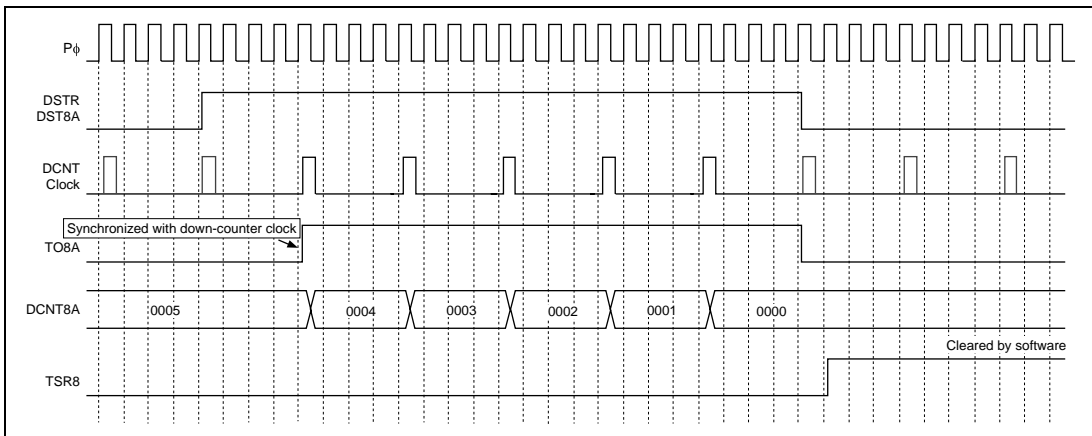 Pϕ
DSTR
DST8A
DCNT
Clock
Synchronized with down-counter clock
TO8A
DCNT8A
0005
0004
0003
0002
0001
0000
Cleared by software
TSR8